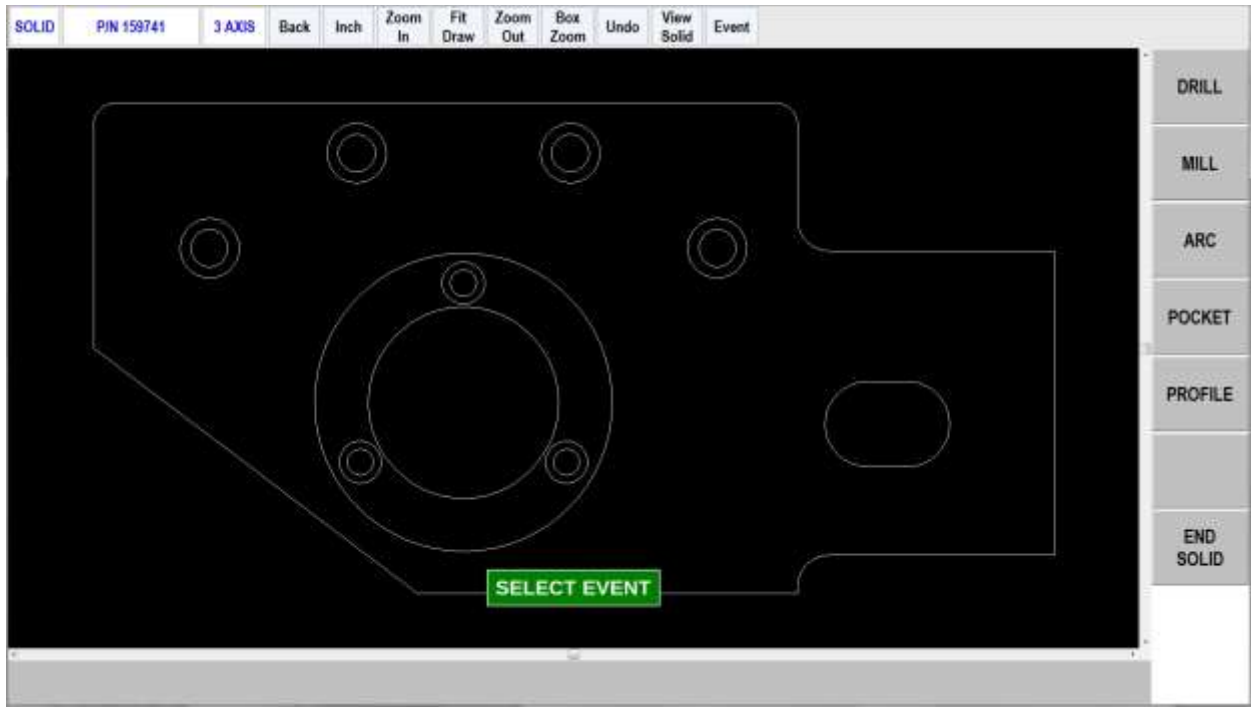 SOLID P/N 159741 3 AXIS Back Inch Zoom In Fit Draw Zoom Out Box Zoom Undo View Solid Event
DRILL
MILL
ARC
POCKET
PROFILE
END
SOLID
SELECT EVENT